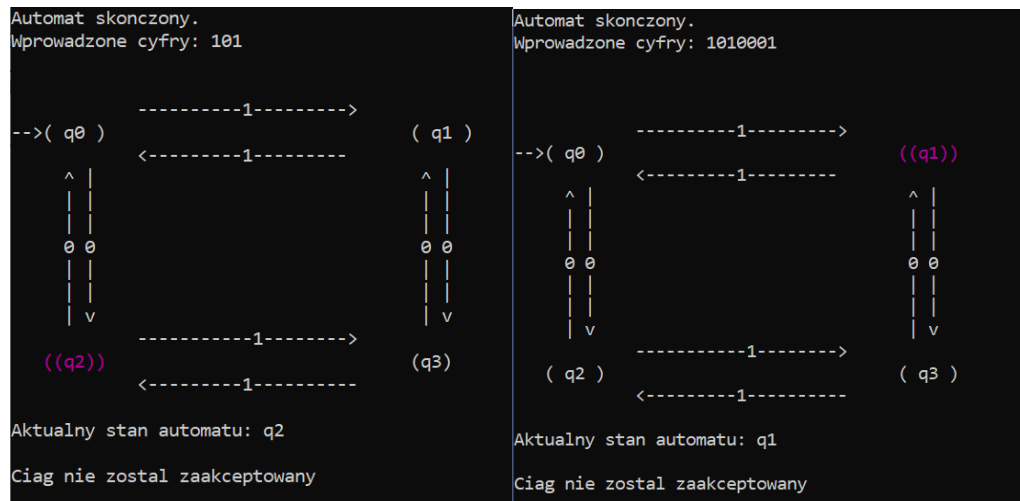 Automat skonczony.
Wprowadzone cyfry: 101
----------1--------->
-->( q0 ) ( q1 )
<---------1---------
^ | ^ |
| | | |
| | | |
0 0 0 0
| | | |
| | | |
| v | v
-----------1-------->
((q2)) (q3)
<---------1----------
Aktualny stan automatu: q2
Ciag nie zostal zaakceptowany
Automat skonczony.
Wprowadzone cyfry: 1010001
----------1--------->
-->( q0 ) ((q1))
<---------1---------
^ | ^ |
| | | |
| | | |
0 0 0 0
| | | |
| | | |
| v | v
-----------1-------->
( q2 ) ( q3 )
<---------1----------
Aktualny stan automatu: q1
Ciag nie zostal zaakceptowany